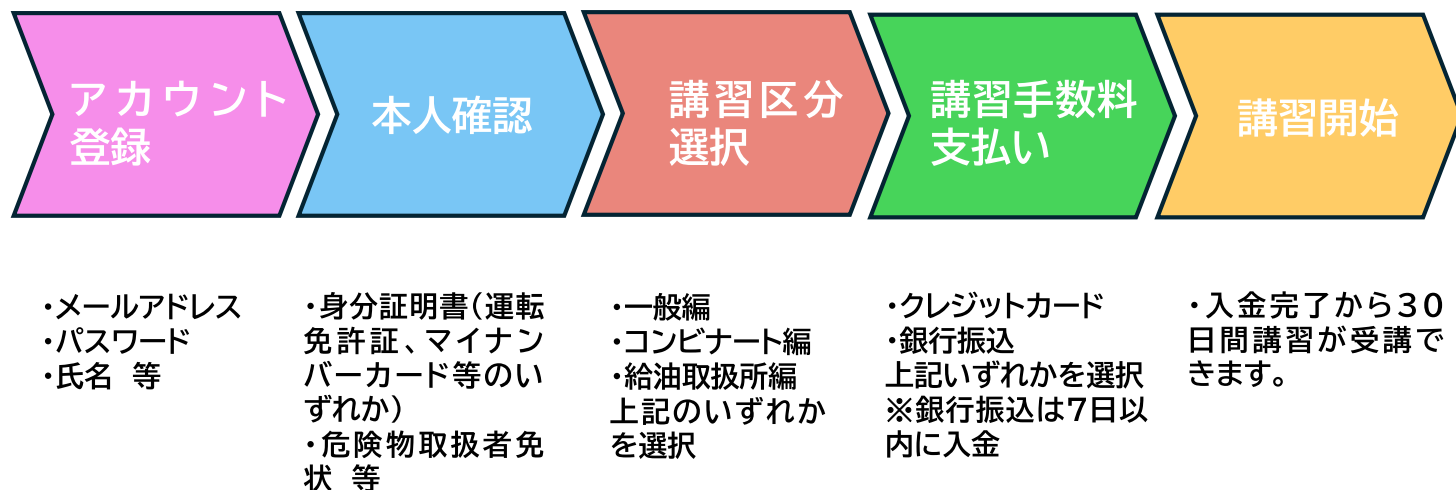 アカウント
登録
本人確認
講習区分
選択
講習手数料
支払い
講習開始
・メールアドレス
・パスワード
・氏名　等
・身分証明書（運転
免許証、マイナン
バーカード等のい
ずれか）
・危険物取扱者免
状　等
・一般編
・コンビナート編
・給油取扱所編
上記のいずれか
を選択
・クレジットカード
・銀行振込
上記いずれかを選択
※銀行振込は7日以
内に入金
・入金完了から30
日間講習が受講で
きます。